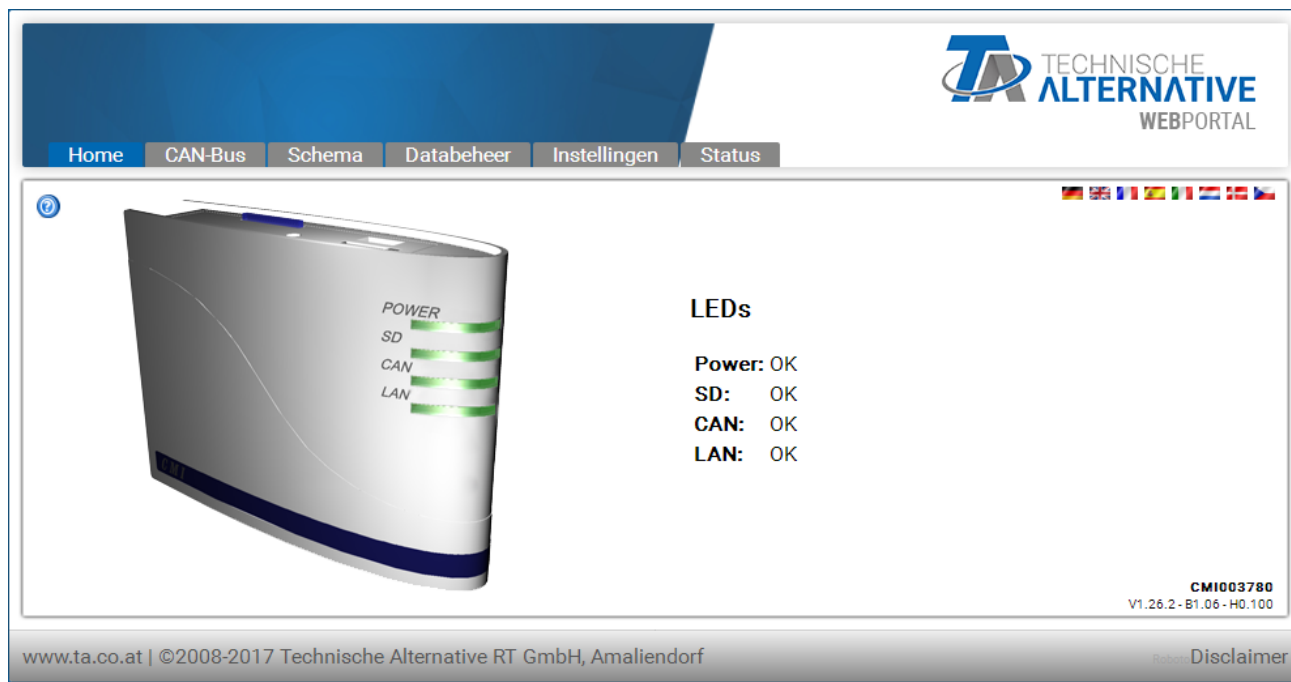 TECHNISCHE
ALTERNATIVE
WEBPORTAL
Home CAN-Bus Schema Databeheer Instellingen Status
POWER
SD
CAN
LAN
CMI
LEDs
Power: OK
SD: OK
CAN: OK
LAN: OK
CMI003780
V1.26.2 - B1.06 - H0.100
www.ta.co.at | ©2008-2017 Technische Alternative RT GmbH, Amaliendorf
Roboto Disclaimer